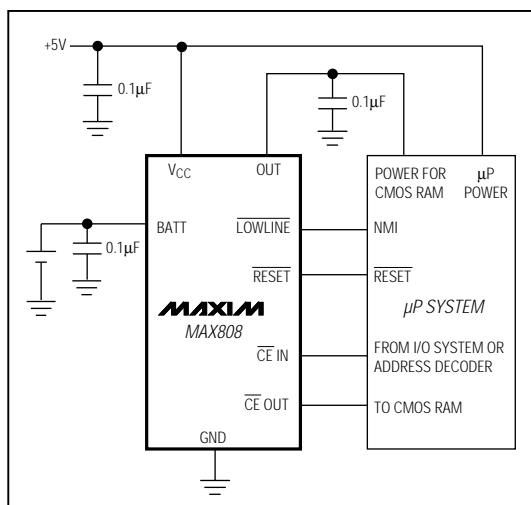 +5V
0.1µF
0.1µF
VCC
OUT
POWER FOR
CMOS RAM
µP
POWER
BATT
LOWLINE
NMI
0.1µF
RESET
RESET
MAXIM
MAX808
µP SYSTEM
CE IN
FROM I/O SYSTEM OR
ADDRESS DECODER
CE OUT
TO CMOS RAM
GND